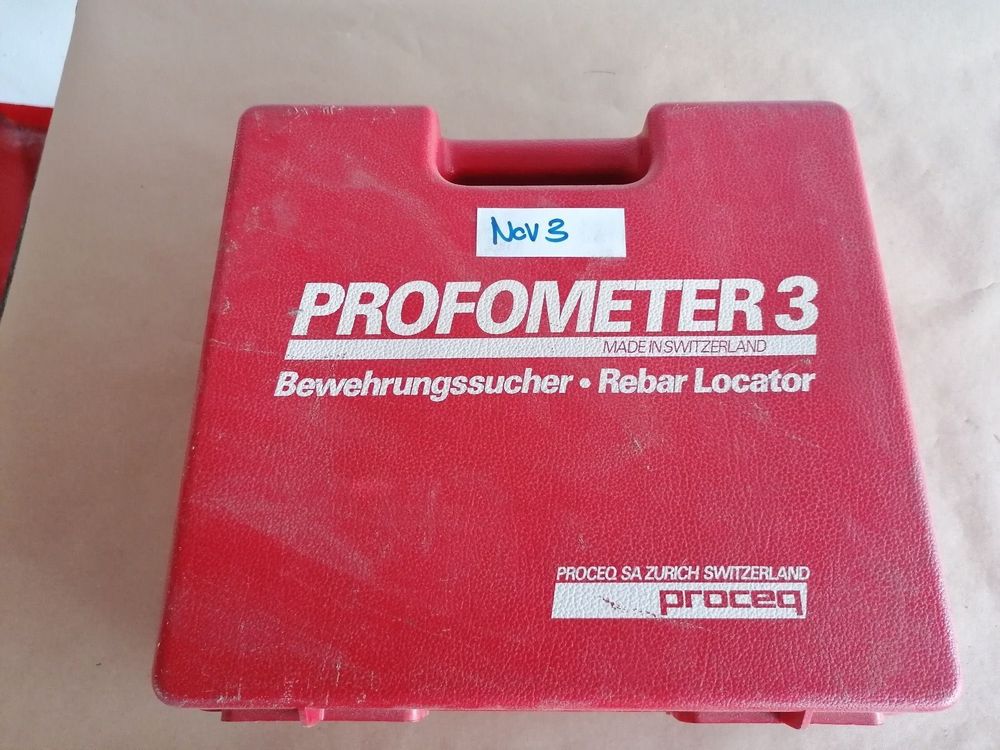 Nov 3
PROFOMETER 3
MADE IN SWITZERLAND
Bewehrungssucher • Rebar Locator
PROCEQ SA ZURICH SWITZERLAND
proceq